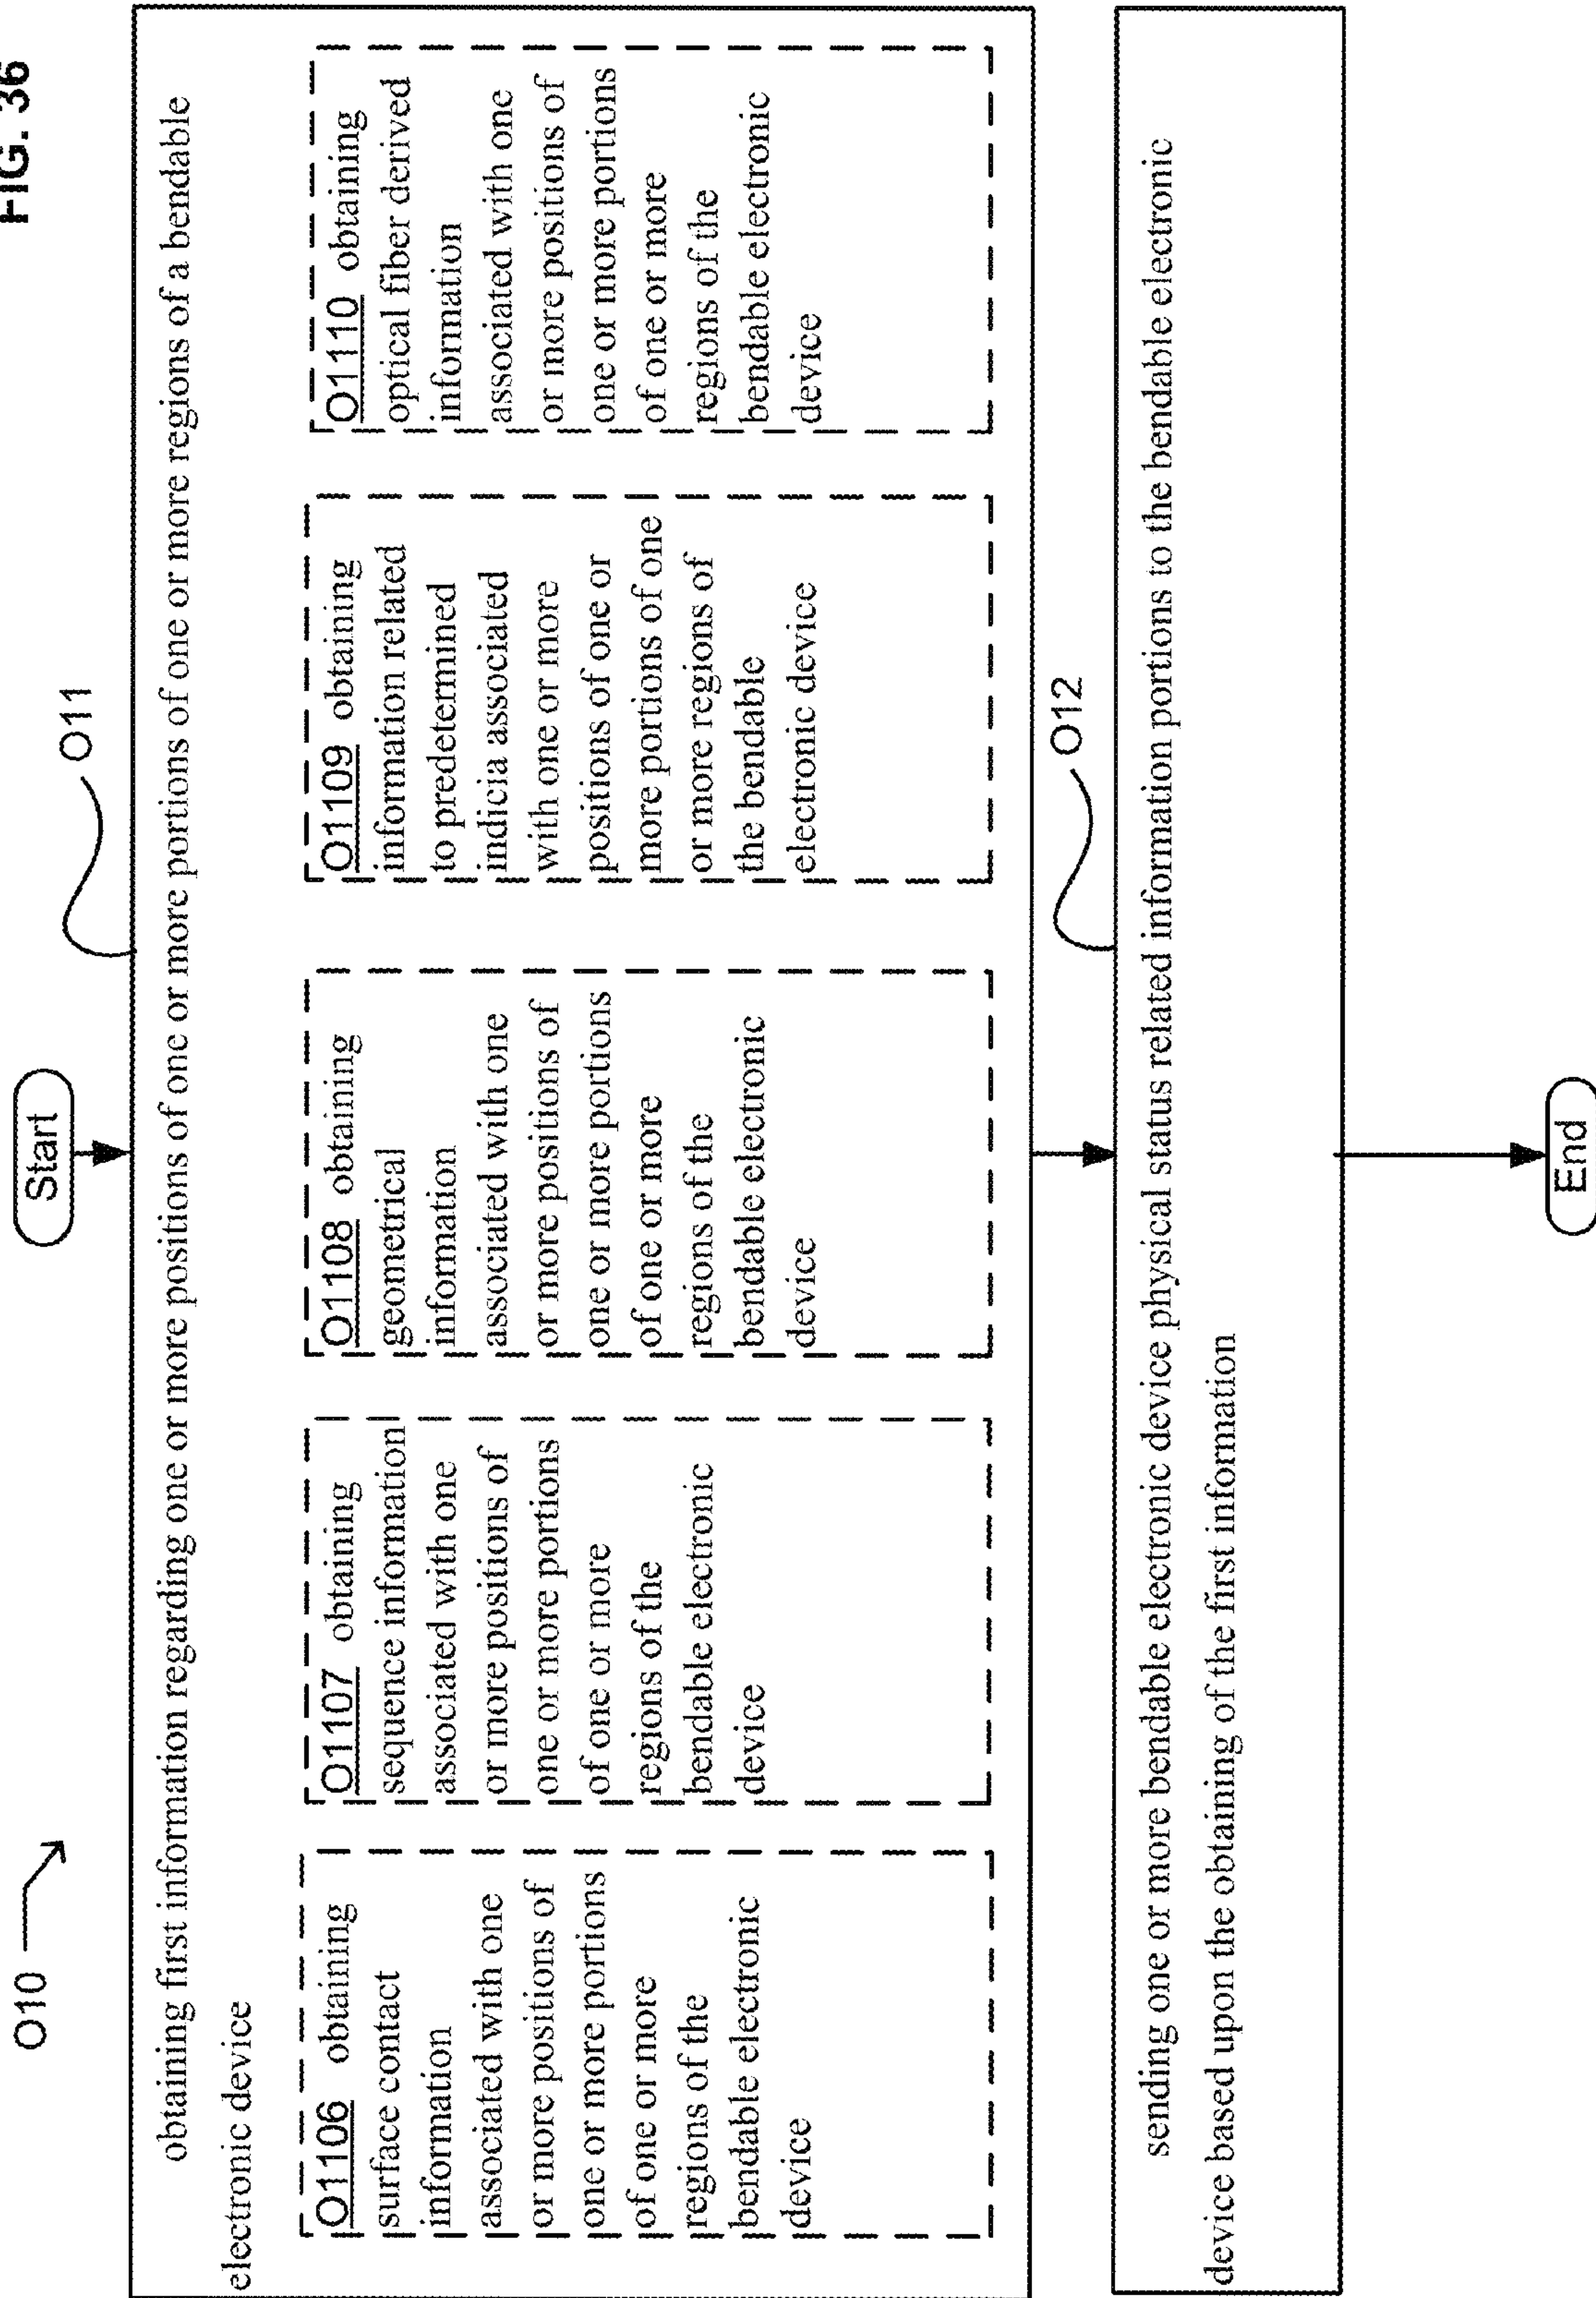 FIG. 36
O10
Start
O11
obtaining first information regarding one or more positions of one or more portions of one or more regions of a bendable
electronic device
O1106 obtaining
surface contact
information
associated with one
or more positions of
one or more portions
of one or more
regions of the
bendable electronic
device
O1107 obtaining
sequence information
associated with one
or more positions of
one or more portions
of one or more
regions of the
bendable electronic
device
O1108 obtaining
geometrical
information
associated with one
or more positions of
one or more portions
of one or more
regions of the
bendable electronic
device
O1109 obtaining
information related
to predetermined
indicia associated
with one or more
positions of one or
more portions of one
or more regions of
the bendable
electronic device
O1110 obtaining
optical fiber derived
information
associated with one
or more positions of
one or more portions
of one or more
regions of the
bendable electronic
device
O12
sending one or more bendable electronic device physical status related information portions to the bendable electronic
device based upon the obtaining of the first information
End